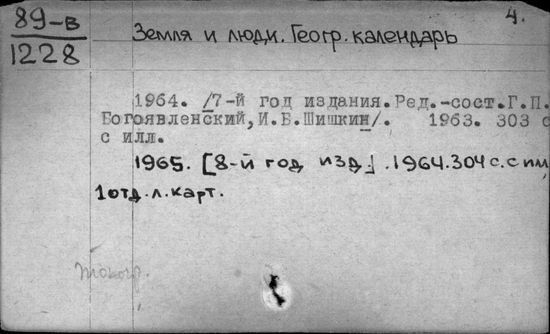 89-в
1228
4.
Земля и люди. Геогр. календарь
1964. /7-й год издания. Ред.-сост. Г.П.
Богоявленский, И.Б. Шишкин/. 1963. 303 с
с илл.
1965. [8-й год изд.] . 1964. 304 с. с илл
1 отд. л. карт.